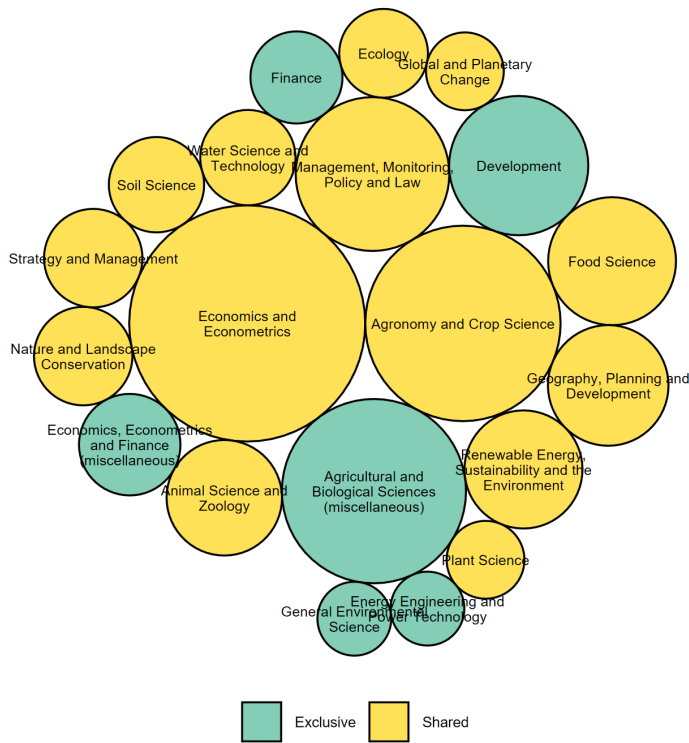 Ecology
Global and Planetary
Change
Finance
Water Science and
Technology
Management, Monitoring,
Policy and Law
Development
Soil Science
Strategy and Management
Food Science
Economics and
Econometrics
Agronomy and Crop Science
Nature and Landscape
Conservation
Geography, Planning and
Development
Economics, Econometrics
and Finance
(miscellaneous)
Animal Science and
Zoology
Agricultural and
Biological Sciences
(miscellaneous)
Renewable Energy,
Sustainability and the
Environment
Plant Science
General Environmental
Science
Energy Engineering and
Power Technology
Exclusive
Shared